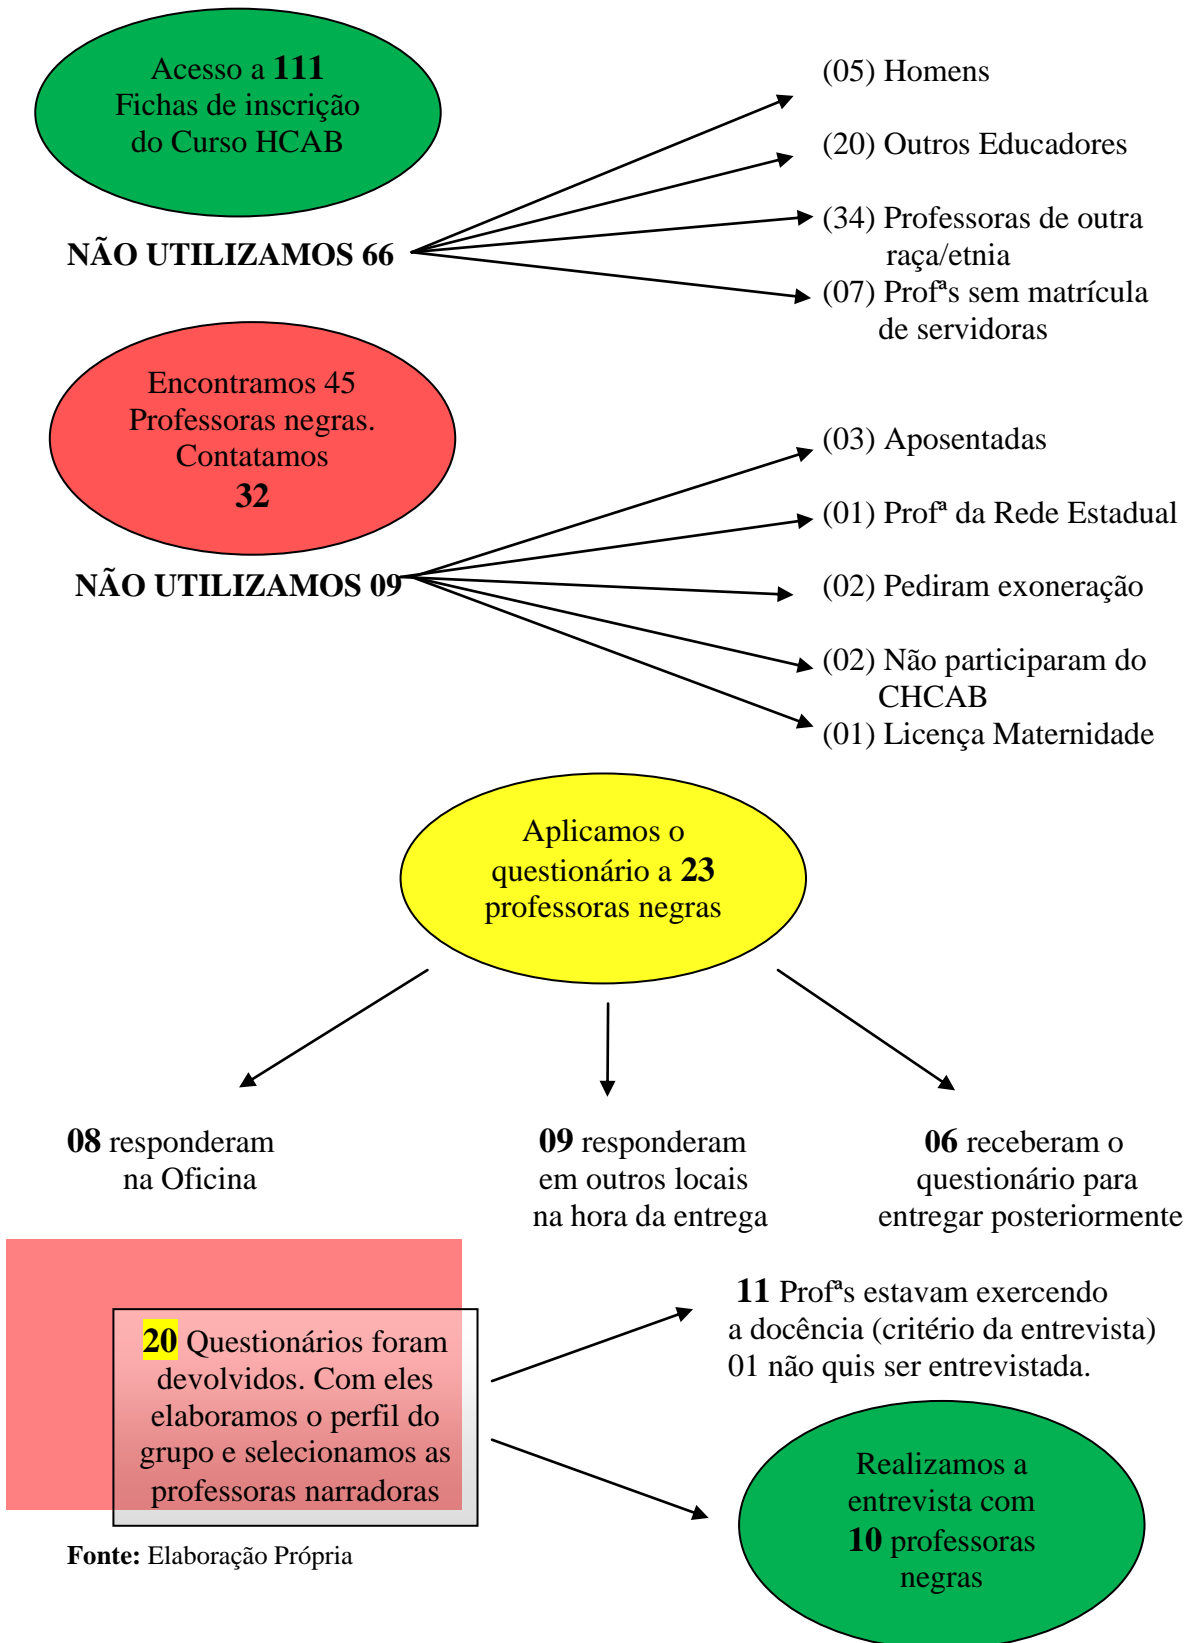 Acesso a 111
Fichas de inscrição
do Curso HCAB
(05) Homens
(20) Outros Educadores
(34) Professoras de outra
raça/etnia
(07) Profªs sem matrícula
de servidoras
NÃO UTILIZAMOS 66
Encontramos 45
Professoras negras.
Contatamos
32
(03) Aposentadas
(01) Profª da Rede Estadual
(02) Pediram exoneração
(02) Não participaram do
CHCAB
(01) Licença Maternidade
NÃO UTILIZAMOS 09
Aplicamos o
questionário a 23
professoras negras
08 responderam
na Oficina
09 responderam
em outros locais
na hora da entrega
06 receberam o
questionário para
entregar posteriormente
20 Questionários foram
devolvidos. Com eles
elaboramos o perfil do
grupo e selecionamos as
professoras narradoras
11 Profªs estavam exercendo
a docência (critério da entrevista)
01 não quis ser entrevistada.
Realizamos a
entrevista com
10 professoras
negras
Fonte: Elaboração Própria